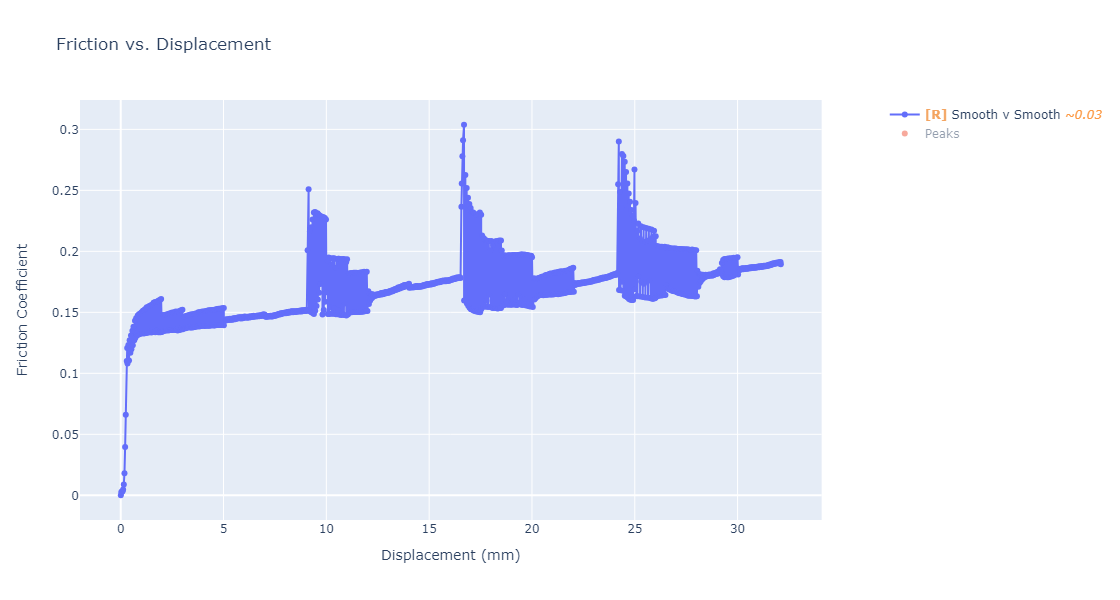 Friction vs. Displacement
[R] Smooth v Smooth ~0.03
Peaks
Friction Coefficient
0.3
0.25
0.2
0.15
0.1
0.05
0
0 5 10 15 20 25 30
Displacement (mm)